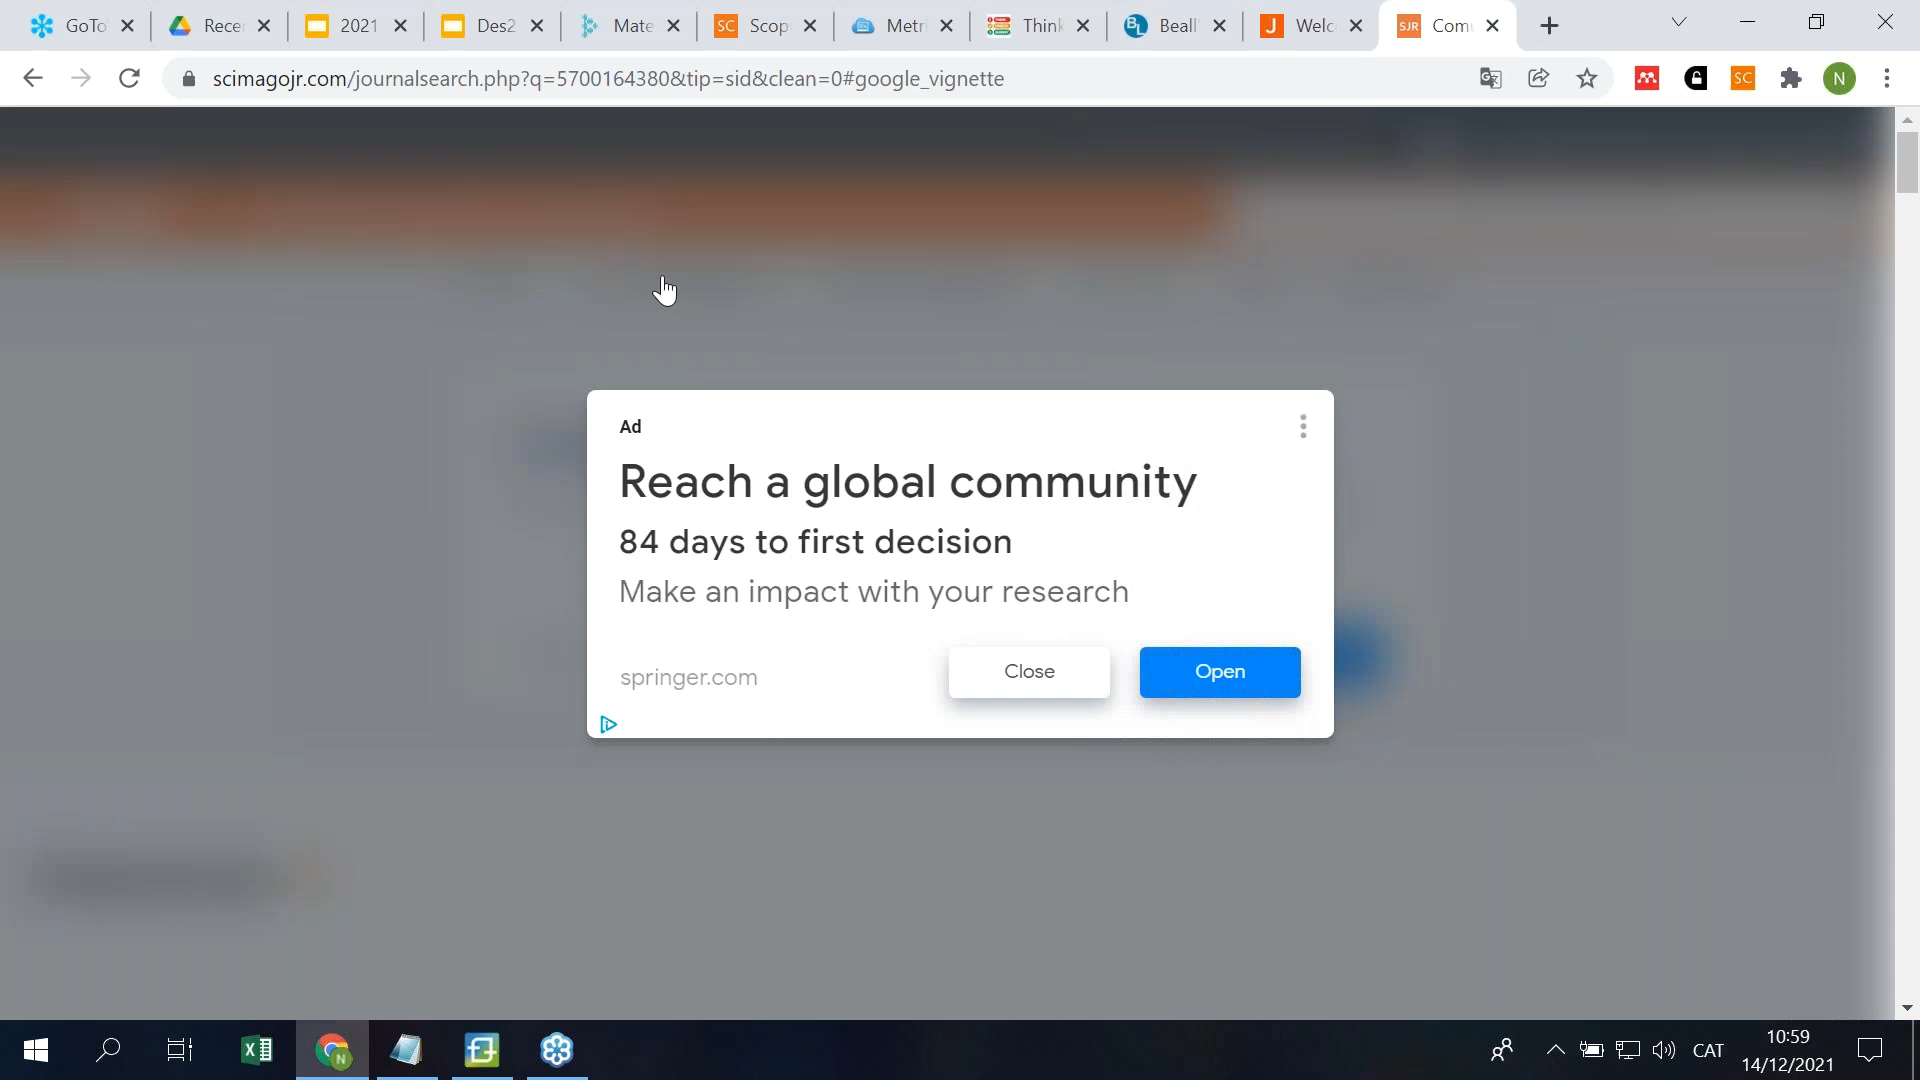 GoTo
Rece
2021
Des2
Mate
SC Scop
Metr
Think
BL Beall
J Welc
SJR Com
scimagojr.com/journalsearch.php?q=5700164380&tip=sid&clean=0#google_vignette
SC
N
Ad
Reach a global community
84 days to first decision
Make an impact with your research
springer.com
Close
Open
N
CAT
10:59
14/12/2021